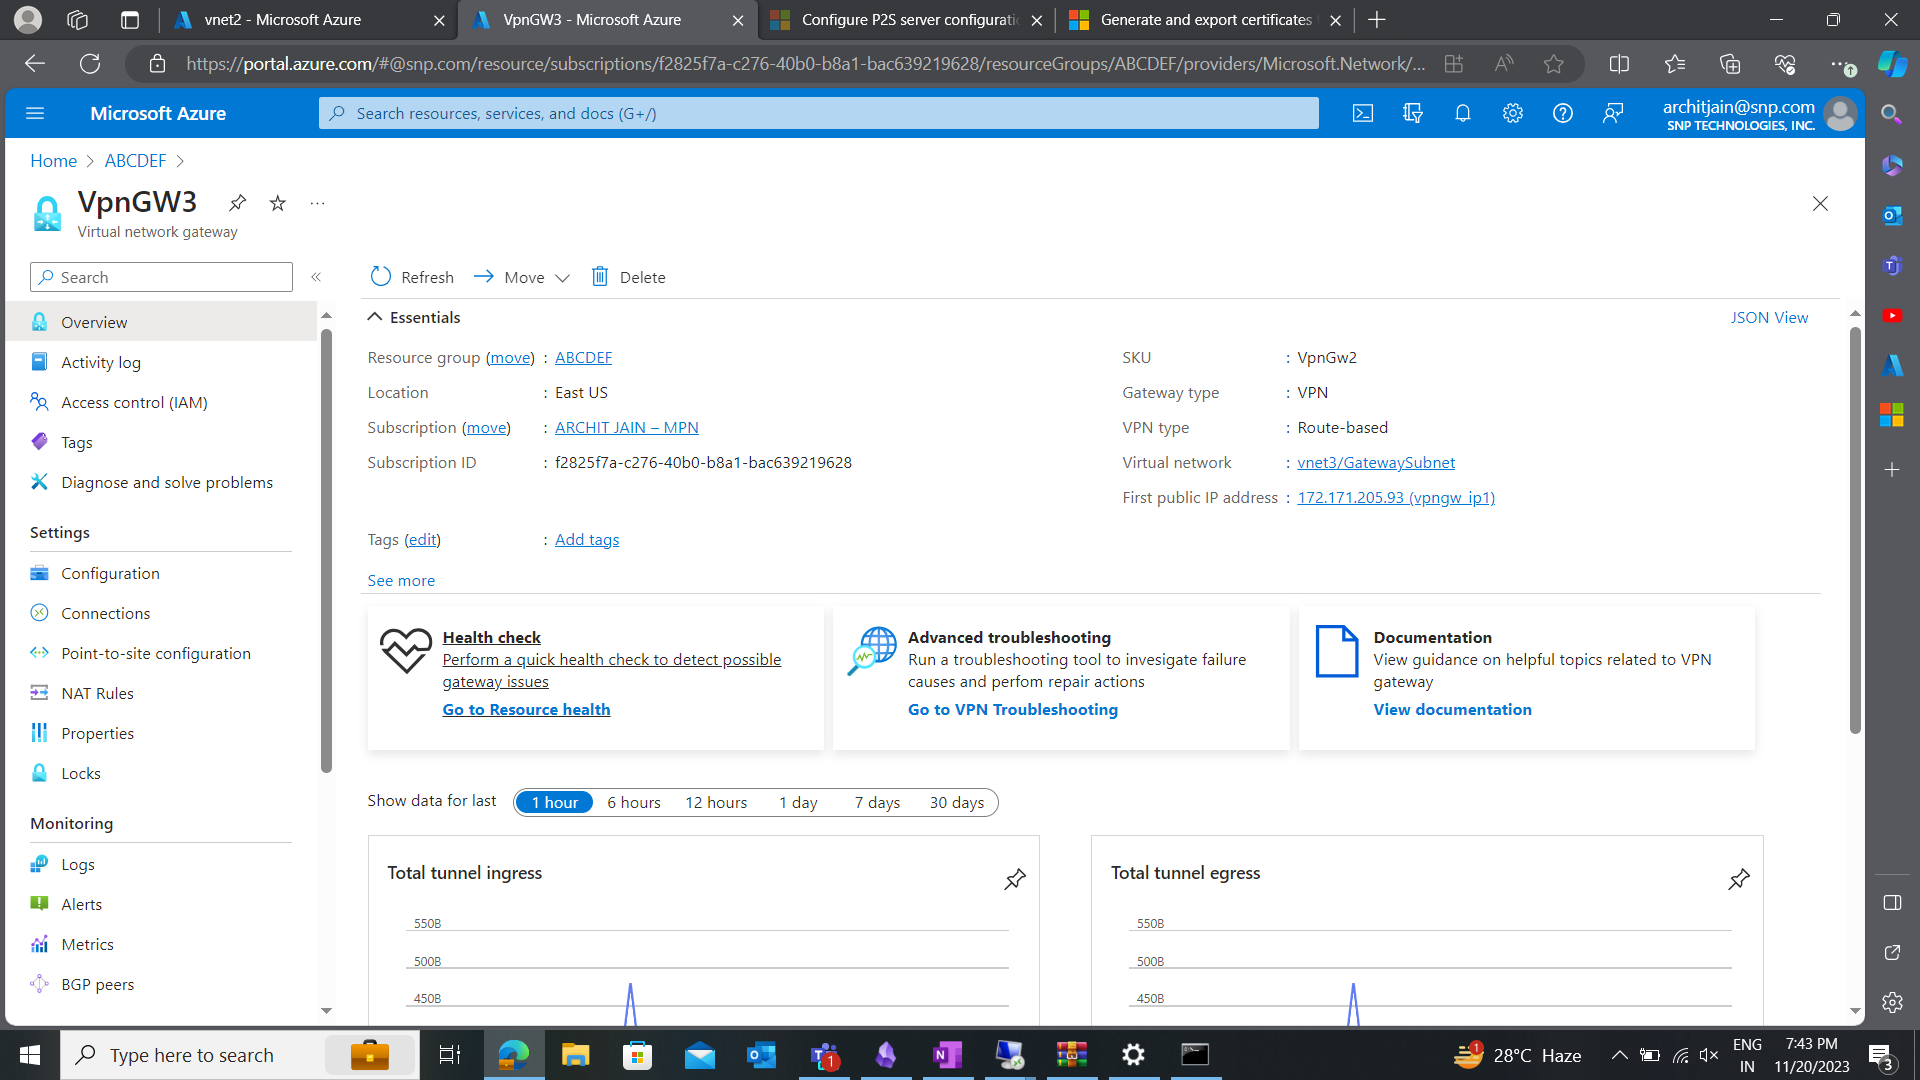 vnet2 - Microsoft Azure
VpnGW3 - Microsoft Azure
Configure P2S server configuratio
Generate and export certificates
https://portal.azure.com/#@snp.com/resource/subscriptions/f2825f7a-c276-40b0-b8a1-bac639219628/resourceGroups/ABCDEF/providers/Microsoft.Network/...
Microsoft Azure
Search resources, services, and docs (G+/)
architjain@snp.com
SNP TECHNOLOGIES, INC.
Home
ABCDEF
VpnGW3
Virtual network gateway
Search
Refresh
Move
Delete
Overview
Activity log
Access control (IAM)
Tags
Diagnose and solve problems
Settings
Configuration
Connections
Point-to-site configuration
NAT Rules
Properties
Locks
Monitoring
Logs
Alerts
Metrics
BGP peers
Essentials
JSON View
Resource group (move) : ABCDEF
Location : East US
Subscription (move) : ARCHIT JAIN – MPN
Subscription ID : f2825f7a-c276-40b0-b8a1-bac639219628
SKU : VpnGw2
Gateway type : VPN
VPN type : Route-based
Virtual network : vnet3/GatewaySubnet
First public IP address : 172.171.205.93 (vpngw_ip1)
Tags (edit) : Add tags
See more
Health check
Perform a quick health check to detect possible
gateway issues
Go to Resource health
Advanced troubleshooting
Run a troubleshooting tool to invesigate failure
causes and perfom repair actions
Go to VPN Troubleshooting
Documentation
View guidance on helpful topics related to VPN
gateway
View documentation
Show data for last
1 hour
6 hours
12 hours
1 day
7 days
30 days
Total tunnel ingress
550B
500B
450B
Total tunnel egress
550B
500B
450B
Type here to search
1
1
28°C Haze
ENG
IN
7:43 PM
11/20/2023
3